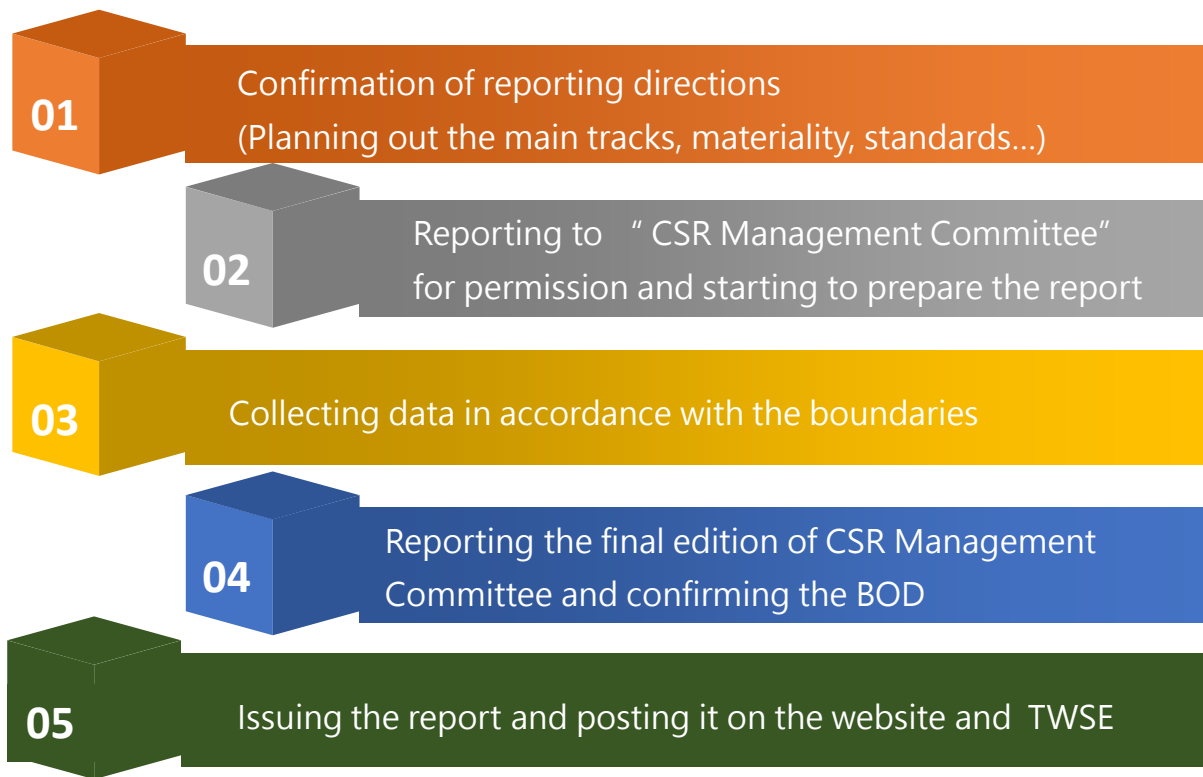 01
Confirmation of reporting directions
(Planning out the main tracks, materiality, standards…)
02
Reporting to “ CSR Management Committee”
for permission and starting to prepare the report
03
Collecting data in accordance with the boundaries
04
Reporting the final edition of CSR Management
Committee and confirming the BOD
05
Issuing the report and posting it on the website and TWSE